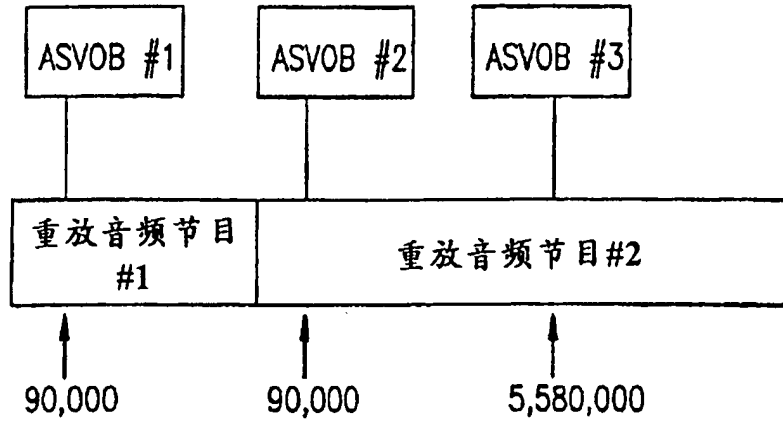 ASVOB #1
ASVOB #2
ASVOB #3
重放音频节目
#1
重放音频节目#2
90,000
90,000
5,580,000